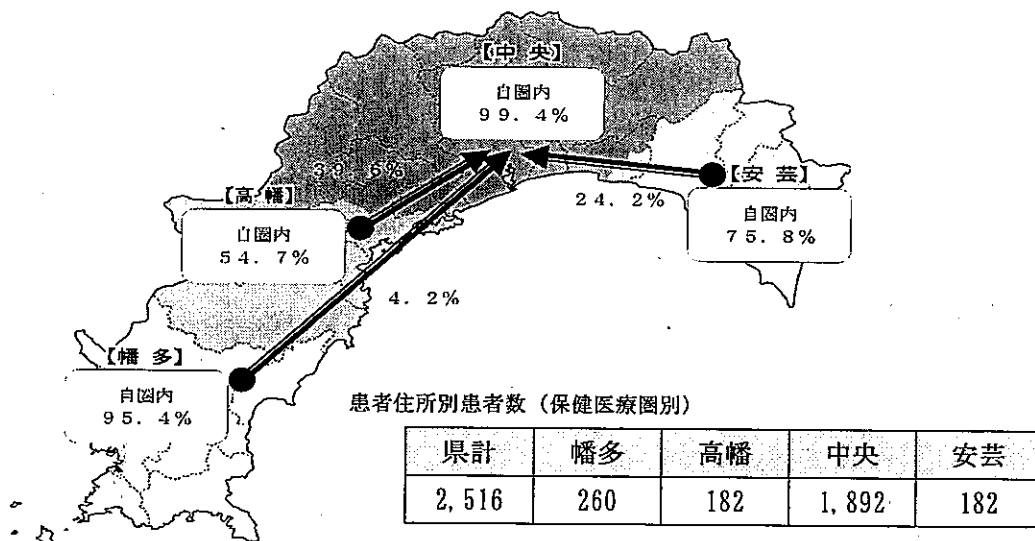 【中 央】
自圏内
99.4%
39.6%
【高 幡】
自圏内
54.7%
24.2%
【安 芸】
自圏内
75.8%
4.2%
【幡 多】
自圏内
95.4%
患者住所別患者数（保健医療圏別）
県計 幡多 高幡 中央 安芸
2,516 260 182 1,892 182